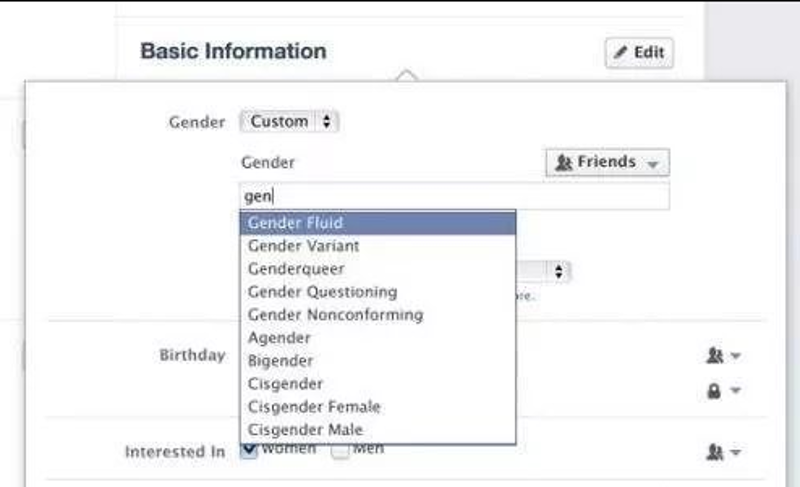 Basic Information
Edit
Gender Custom
Gender
Friends
gen
Gender Fluid
Gender Variant
Genderqueer
Gender Questioning
Gender Nonconforming
Agender
Bigender
Cisgender
Cisgender Female
Cisgender Male
Birthday
Interested In Women Men